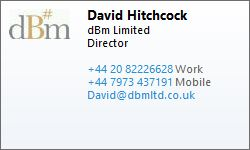 dBm#
David Hitchcock
dBm Limited
Director
+44 20 82226628 Work
+44 7973 437191 Mobile
David@dbmltd.co.uk